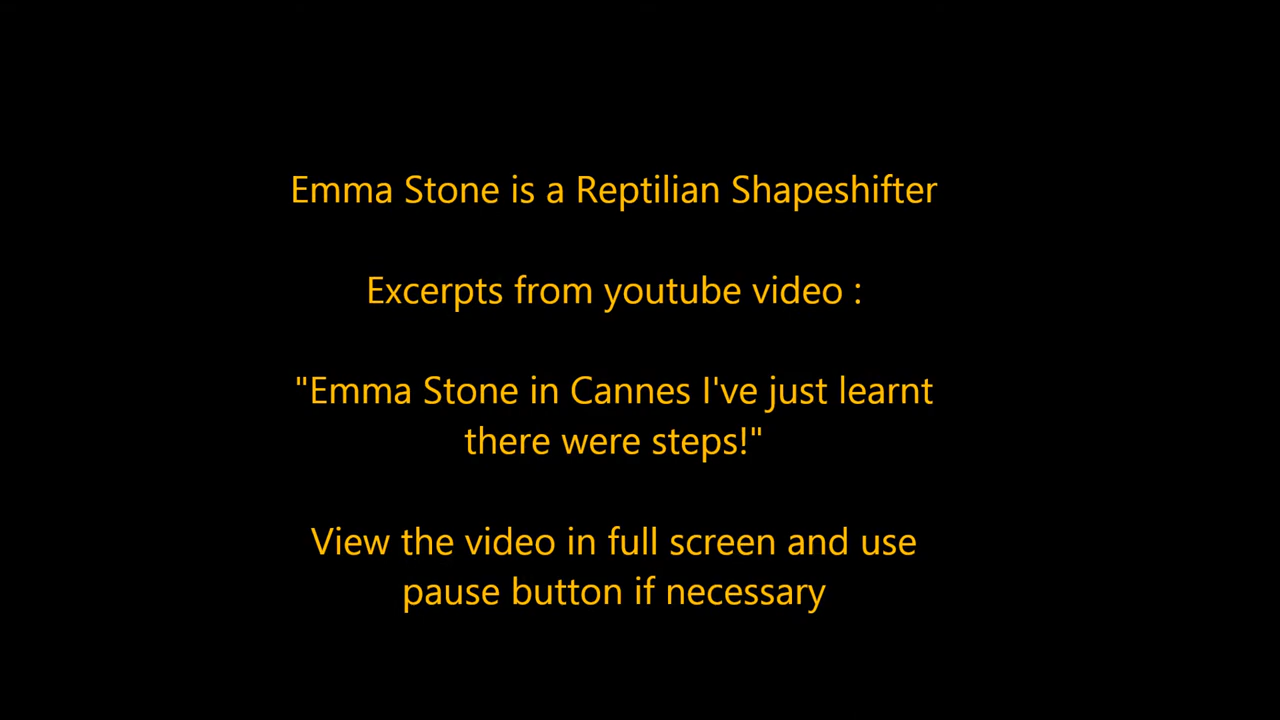 Emma Stone is a Reptilian Shapeshifter
Excerpts from youtube video :
"Emma Stone in Cannes I've just learnt
there were steps!"
View the video in full screen and use
pause button if necessary